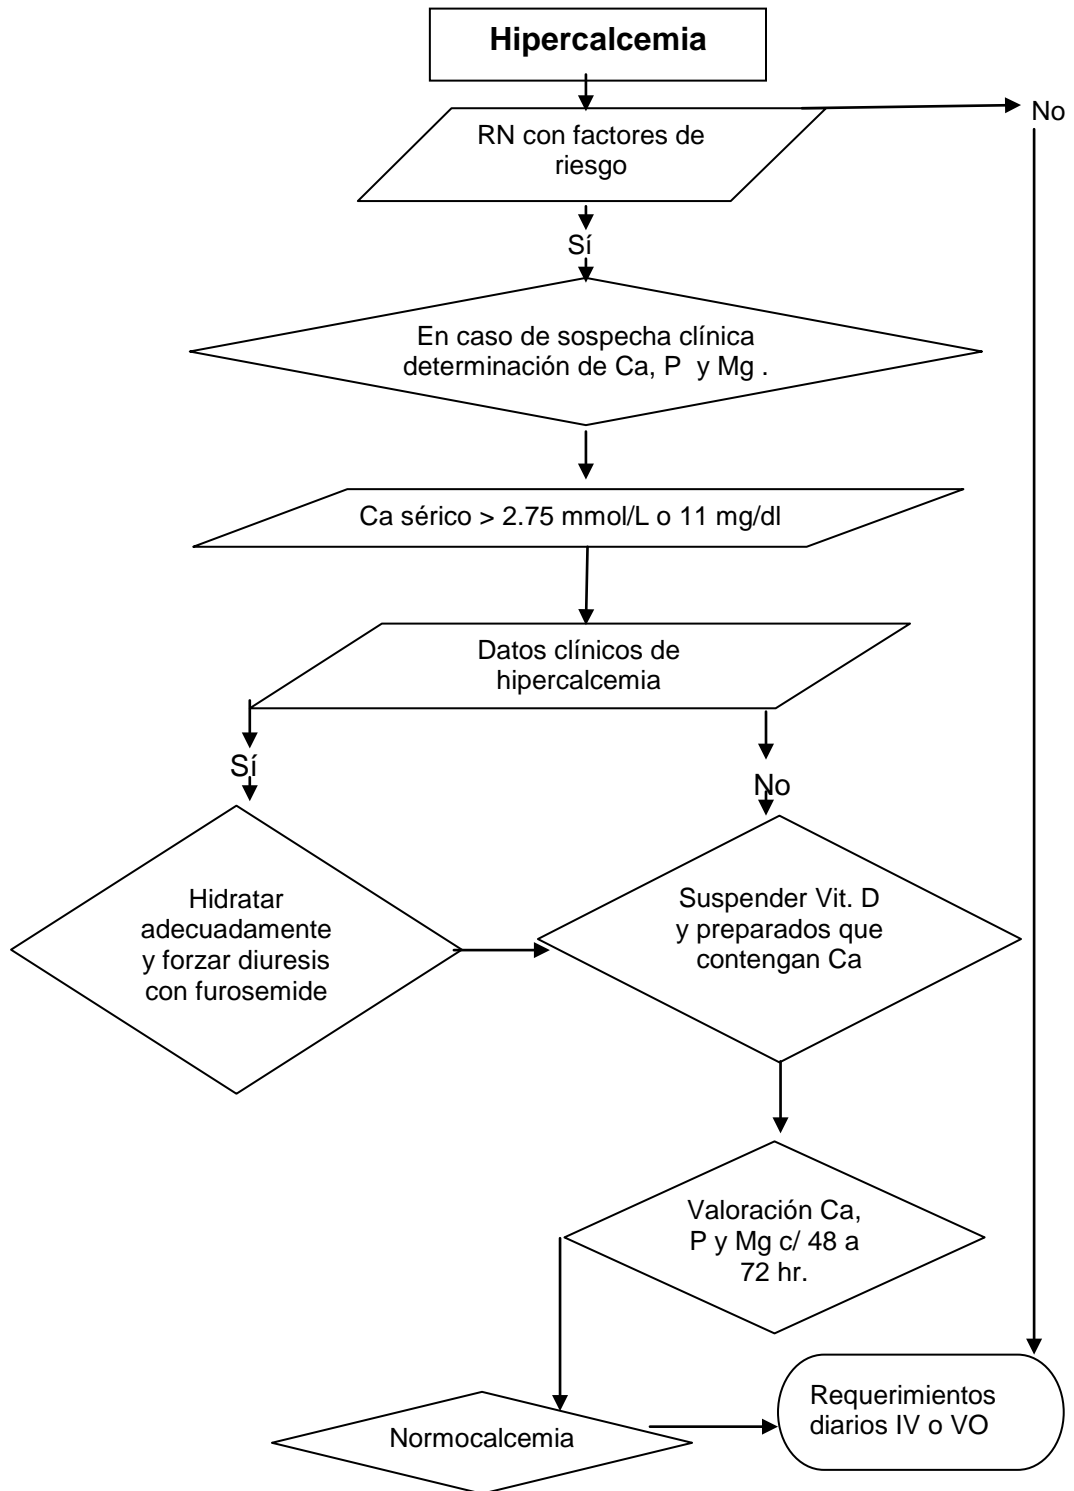 Hipercalcemia
No
RN con factores de
riesgo
Sí
En caso de sospecha clínica
determinación de Ca, P y Mg .
Ca sérico > 2.75 mmol/L o 11 mg/dl
Datos clínicos de
hipercalcemia
Sí
No
Hidratar
adecuadamente
y forzar diuresis
con furosemide
Suspender Vit. D
y preparados que
contengan Ca
Valoración Ca,
P y Mg c/ 48 a
72 hr.
Requerimientos
diarios IV o VO
Normocalcemia